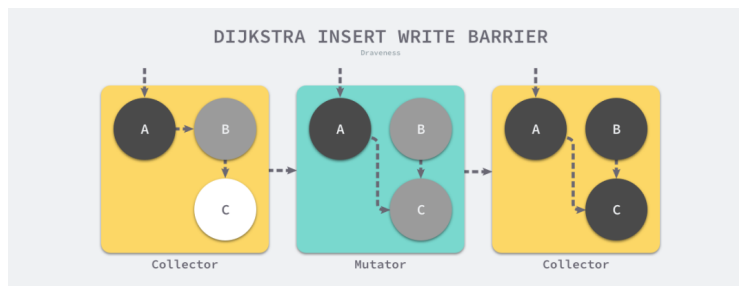 DIJKSTRA INSERT WRITE BARRIER
Draveness
A B A B A B
C C C
Collector Mutator Collector